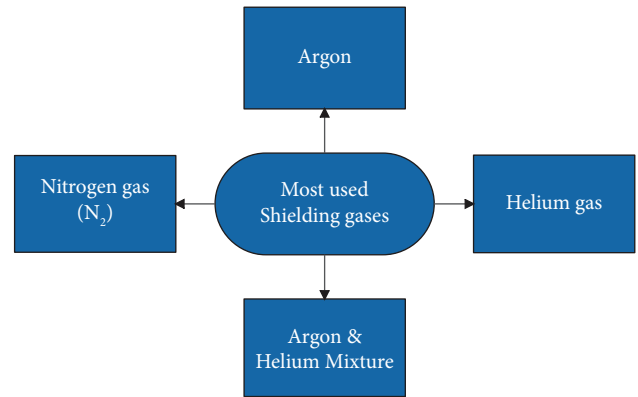 Argon
Nitrogen gas
(N₂)
Most used
Shielding gases
Helium gas
Argon &
Helium Mixture